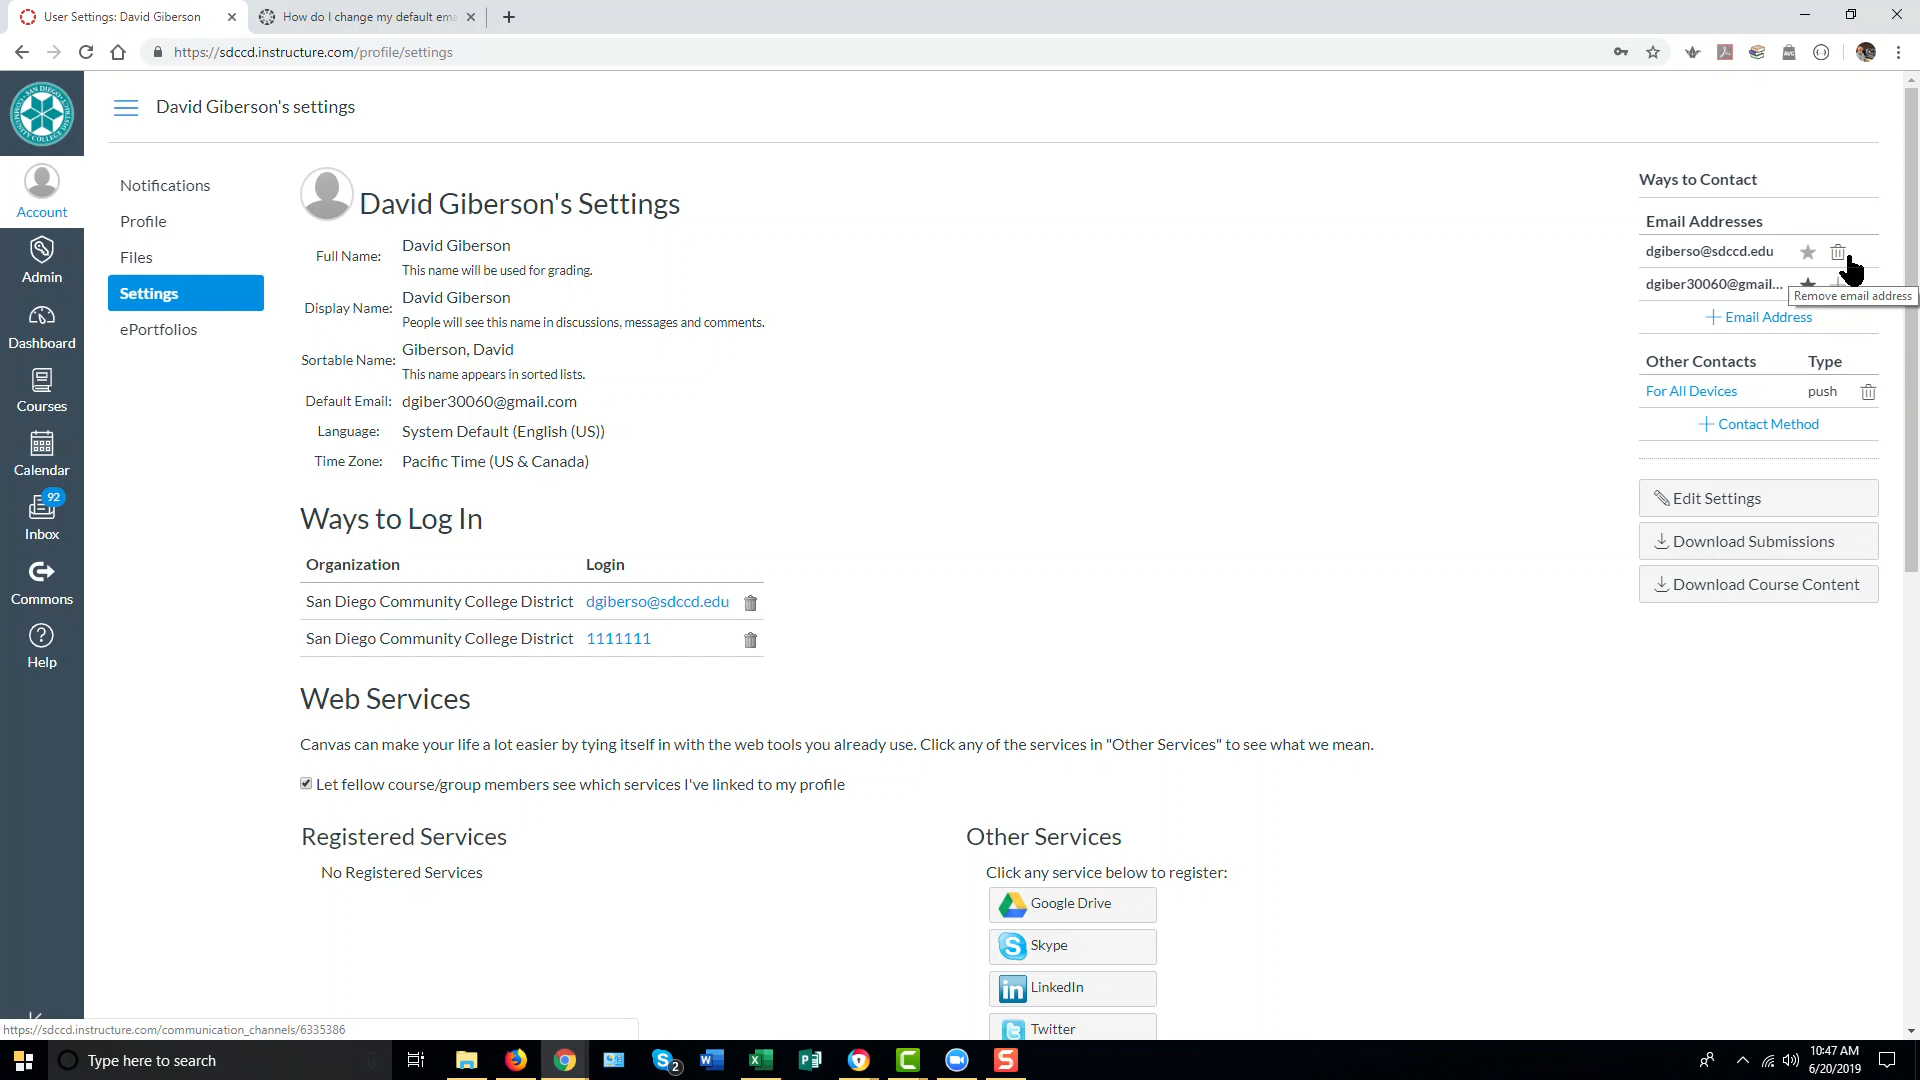 User Settings: David Giberson
How do I change my default ema
https://sdccd.instructure.com/profile/settings
SAN DIEGO COMMUNITY COLLEGE DISTRICT
David Giberson's settings
Account
Admin
Dashboard
Courses
Calendar
92
Inbox
Commons
Help
Notifications
Profile
Files
Settings
ePortfolios
David Giberson's Settings
Full Name: David Giberson
This name will be used for grading.
Display Name: David Giberson
People will see this name in discussions, messages and comments.
Sortable Name: Giberson, David
This name appears in sorted lists.
Default Email: dgiber30060@gmail.com
Language: System Default (English (US))
Time Zone: Pacific Time (US & Canada)
Ways to Log In
Organization Login
San Diego Community College District dgiberso@sdccd.edu
San Diego Community College District 1111111
Web Services
Canvas can make your life a lot easier by tying itself in with the web tools you already use. Click any of the services in "Other Services" to see what we mean.
Let fellow course/group members see which services I've linked to my profile
Registered Services
No Registered Services
Other Services
Click any service below to register:
Google Drive
Skype
LinkedIn
Twitter
Ways to Contact
Email Addresses
dgiberso@sdccd.edu
dgiber30060@gmail...
Remove email address
Email Address
Other Contacts Type
For All Devices push
Contact Method
Edit Settings
Download Submissions
Download Course Content
https://sdccd.instructure.com/communication_channels/6335386
Type here to search
2
10:47 AM
6/20/2019